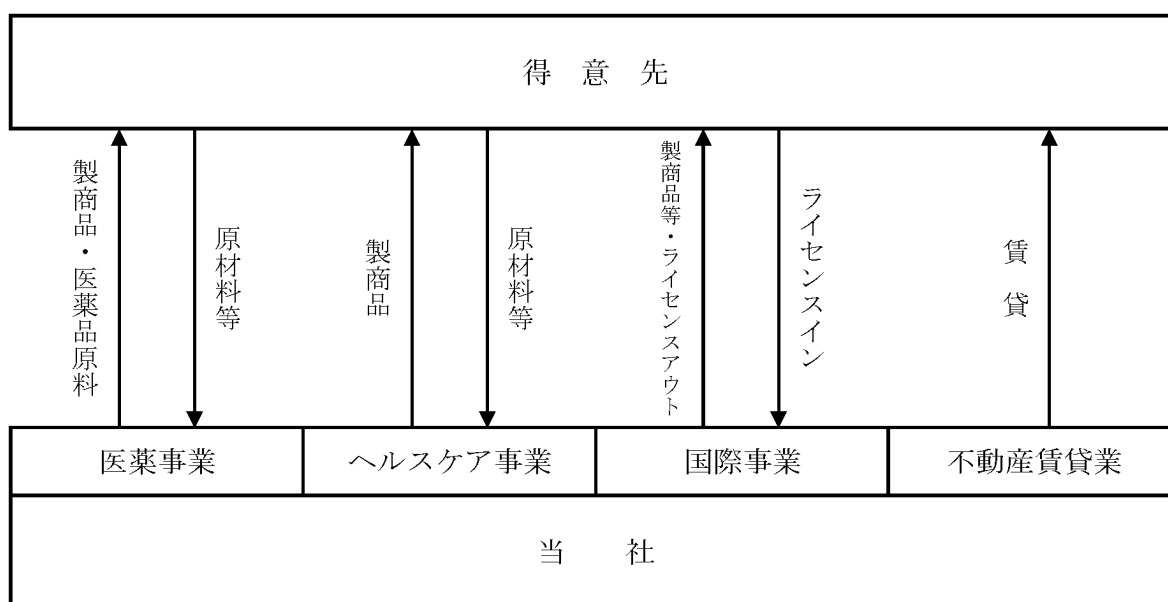 得 意 先
製商品・医薬品原料
原材料等
製商品
原材料等
製商品等・ライセンスアウト
ライセンスイン
賃 貸
医薬事業
ヘルスケア事業
国際事業
不動産賃貸業
当 社